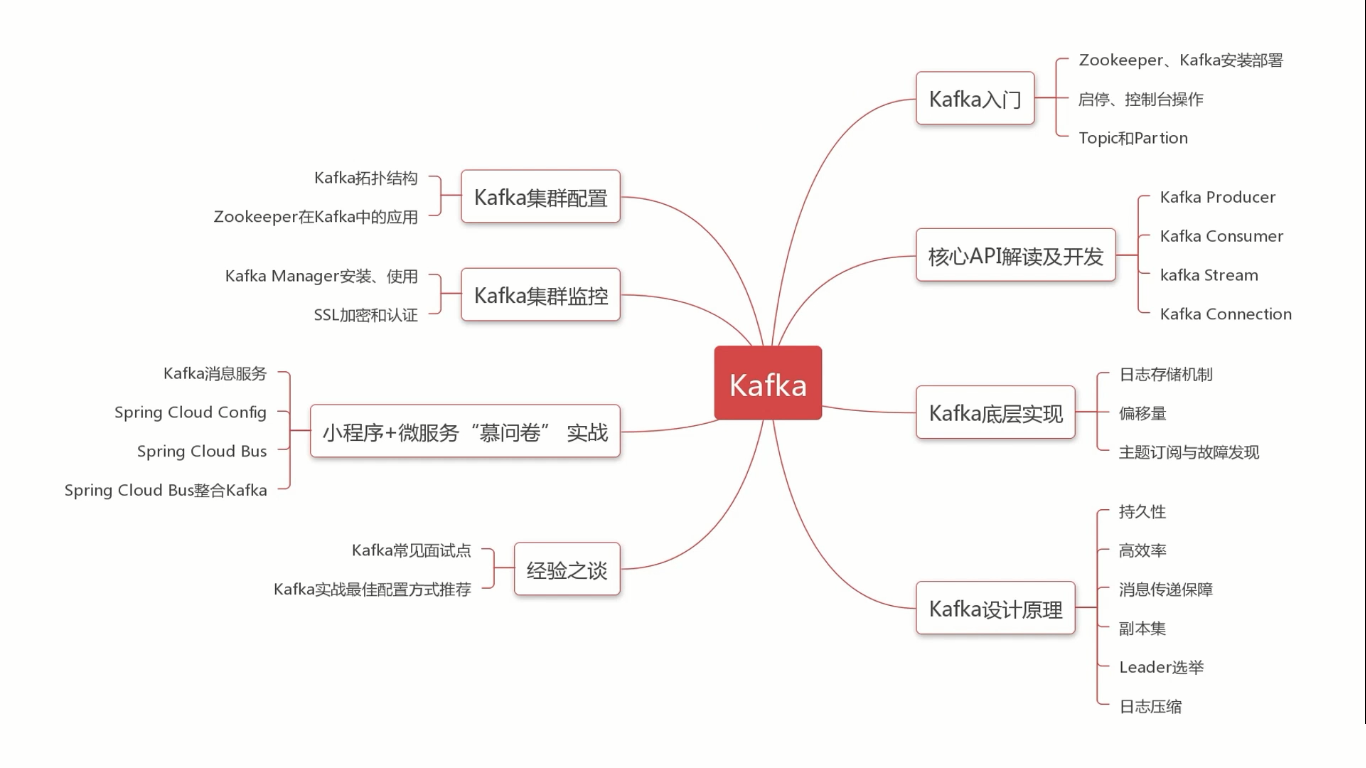 Kafka
Kafka入门
Zookeeper、Kafka安装部署
启停、控制台操作
Topic和Partion
核心API解读及开发
Kafka Producer
Kafka Consumer
kafka Stream
Kafka Connection
Kafka底层实现
日志存储机制
偏移量
主题订阅与故障发现
Kafka设计原理
持久性
高效率
消息传递保障
副本集
Leader选举
日志压缩
Kafka集群配置
Kafka拓扑结构
Zookeeper在Kafka中的应用
Kafka集群监控
Kafka Manager安装、使用
SSL加密和认证
小程序+微服务“慕问卷” 实战
Kafka消息服务
Spring Cloud Config
Spring Cloud Bus
Spring Cloud Bus整合Kafka
经验之谈
Kafka常见面试点
Kafka实战最佳配置方式推荐